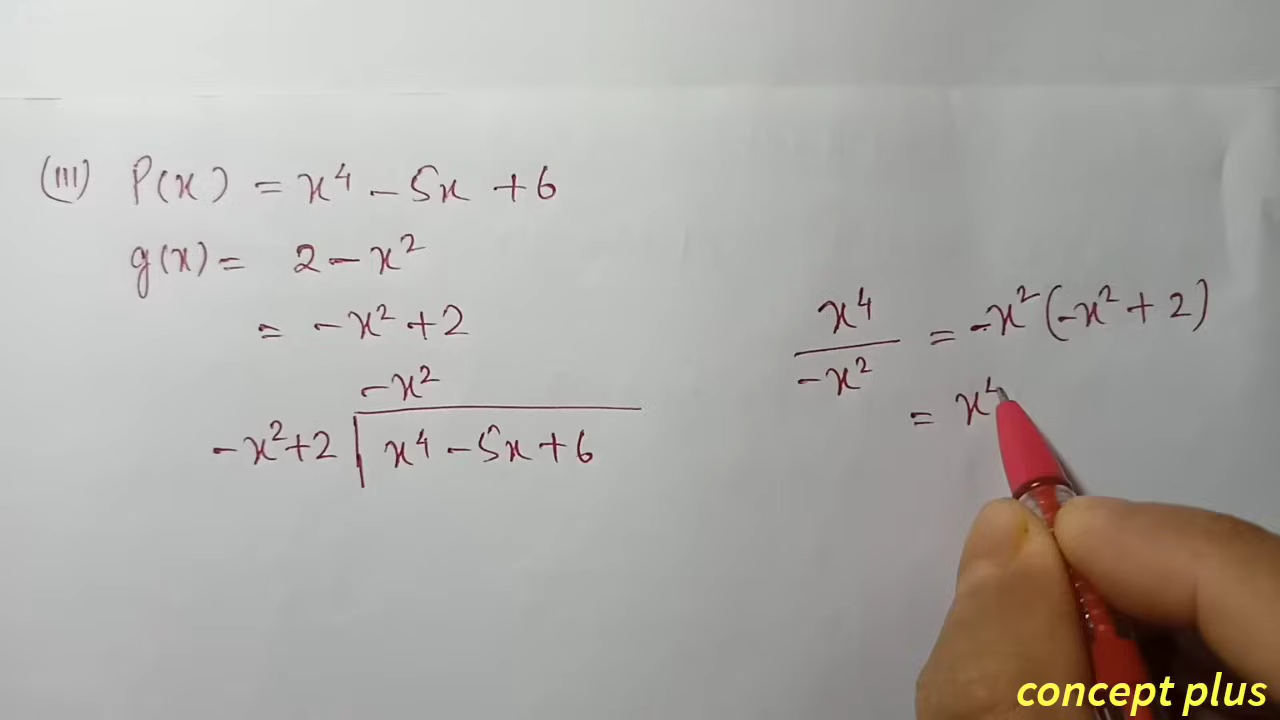 (III) P(x) = x⁴ - 5x + 6
g(x) = 2 - x²
= -x² + 2
-x²
-x²+2 | x⁴ - 5x + 6
x⁴ / -x² = -x² (-x² + 2)
= x⁴
concept plus